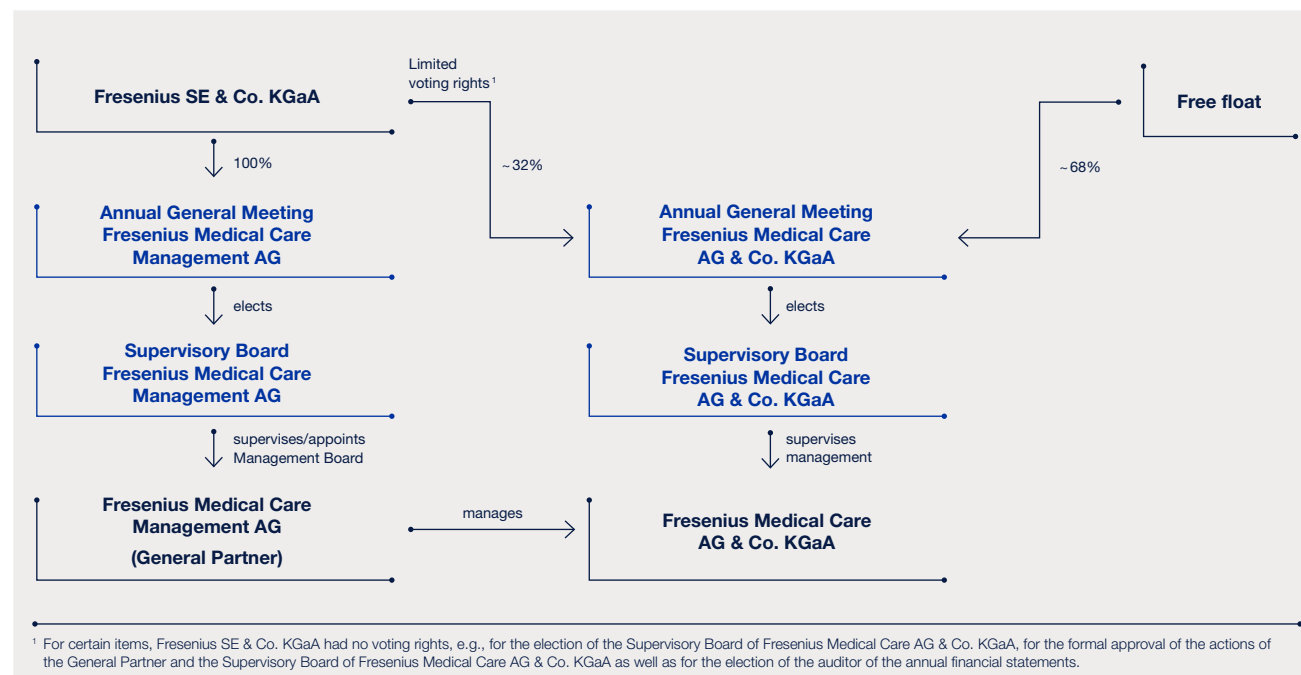 Limited
voting rights ¹
Fresenius SE & Co. KGaA
Free float
100%
~ 32%
~ 68%
Annual General Meeting
Fresenius Medical Care
Management AG
Annual General Meeting
Fresenius Medical Care
AG & Co. KGaA
elects
elects
Supervisory Board
Fresenius Medical Care
Management AG
Supervisory Board
Fresenius Medical Care
AG & Co. KGaA
supervises/appoints
Management Board
supervises
management
Fresenius Medical Care
Management AG
(General Partner)
manages
Fresenius Medical Care
AG & Co. KGaA
¹ For certain items, Fresenius SE & Co. KGaA had no voting rights, e.g., for the election of the Supervisory Board of Fresenius Medical Care AG & Co. KGaA, for the formal approval of the actions of
the General Partner and the Supervisory Board of Fresenius Medical Care AG & Co. KGaA as well as for the election of the auditor of the annual financial statements.